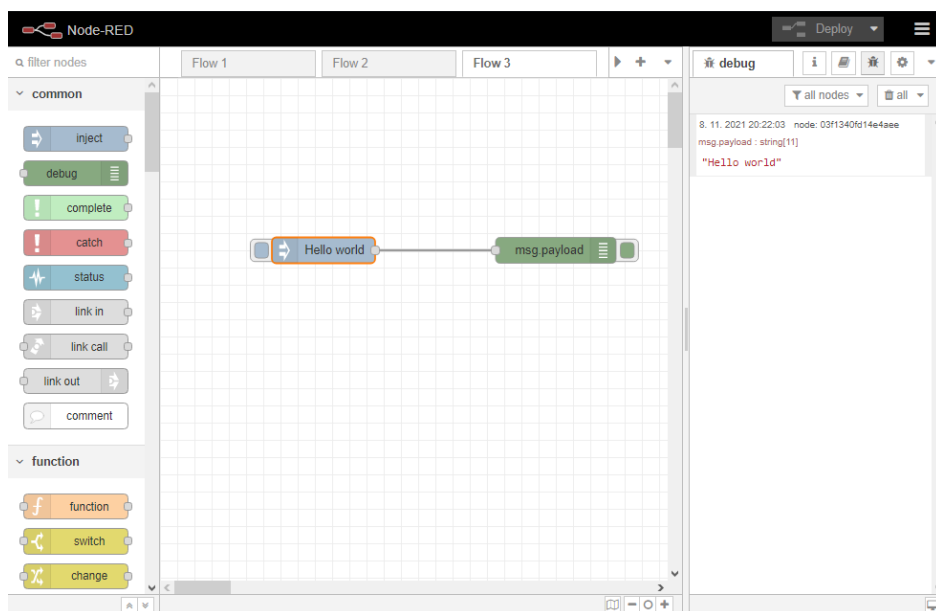 Node-RED
Deploy
filter nodes
Flow 1
Flow 2
Flow 3
debug
i
all nodes
all
common
inject
debug
complete
catch
status
link in
link call
link out
comment
function
function
switch
change
Hello world
msg.payload
8. 11. 2021 20:22:03 node: 03f1340fd14e4aee
msg.payload : string[11]
"Hello world"